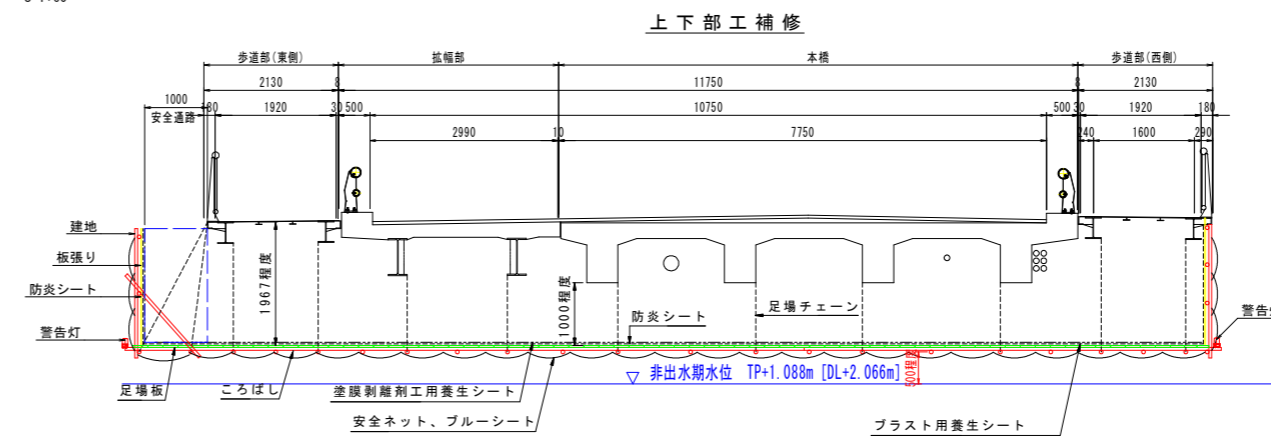 上下部工補修
歩道部(東側) 拡幅部 本橋 歩道部(西側)
2130 8 11750 8 2130
1000 180 1920 30 500 10750 500 30 1920 180
安全通路
2990 10 7750 240 1600 290
建地
板張り
防炎シート
警告灯
1967程度
1000程度
防炎シート
足場チェーン
足場板
ころばし
塗膜剥離剤工用養生シート
安全ネット、ブルーシート
非出水期水位 TP+1.088m [DL+2.066m]
500程度
ブラスト用養生シート